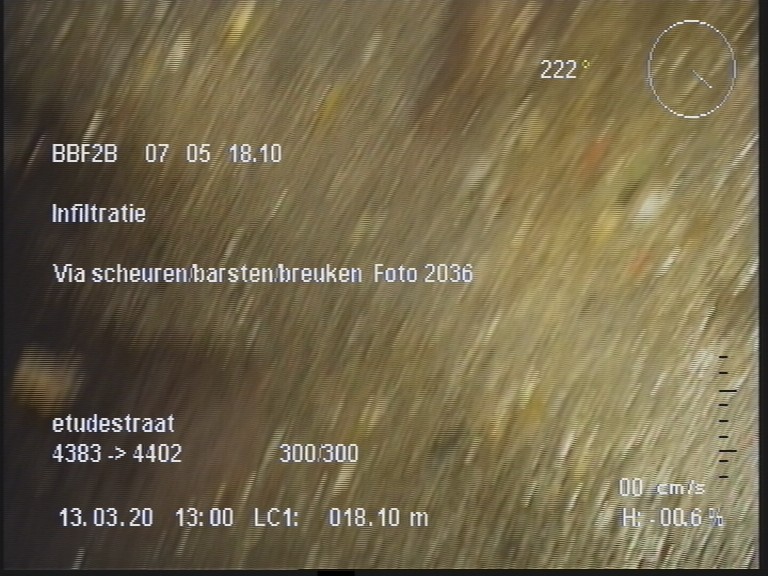 222°
BBF2B 07 05 18.10
Infiltratie
Via scheuren/barsten/breuken Foto 2036
etudestraat
4383 -> 4402 300/300
00 cm/s
13.03.20 13:00 LC1: 018.10 m H: -00.6 %